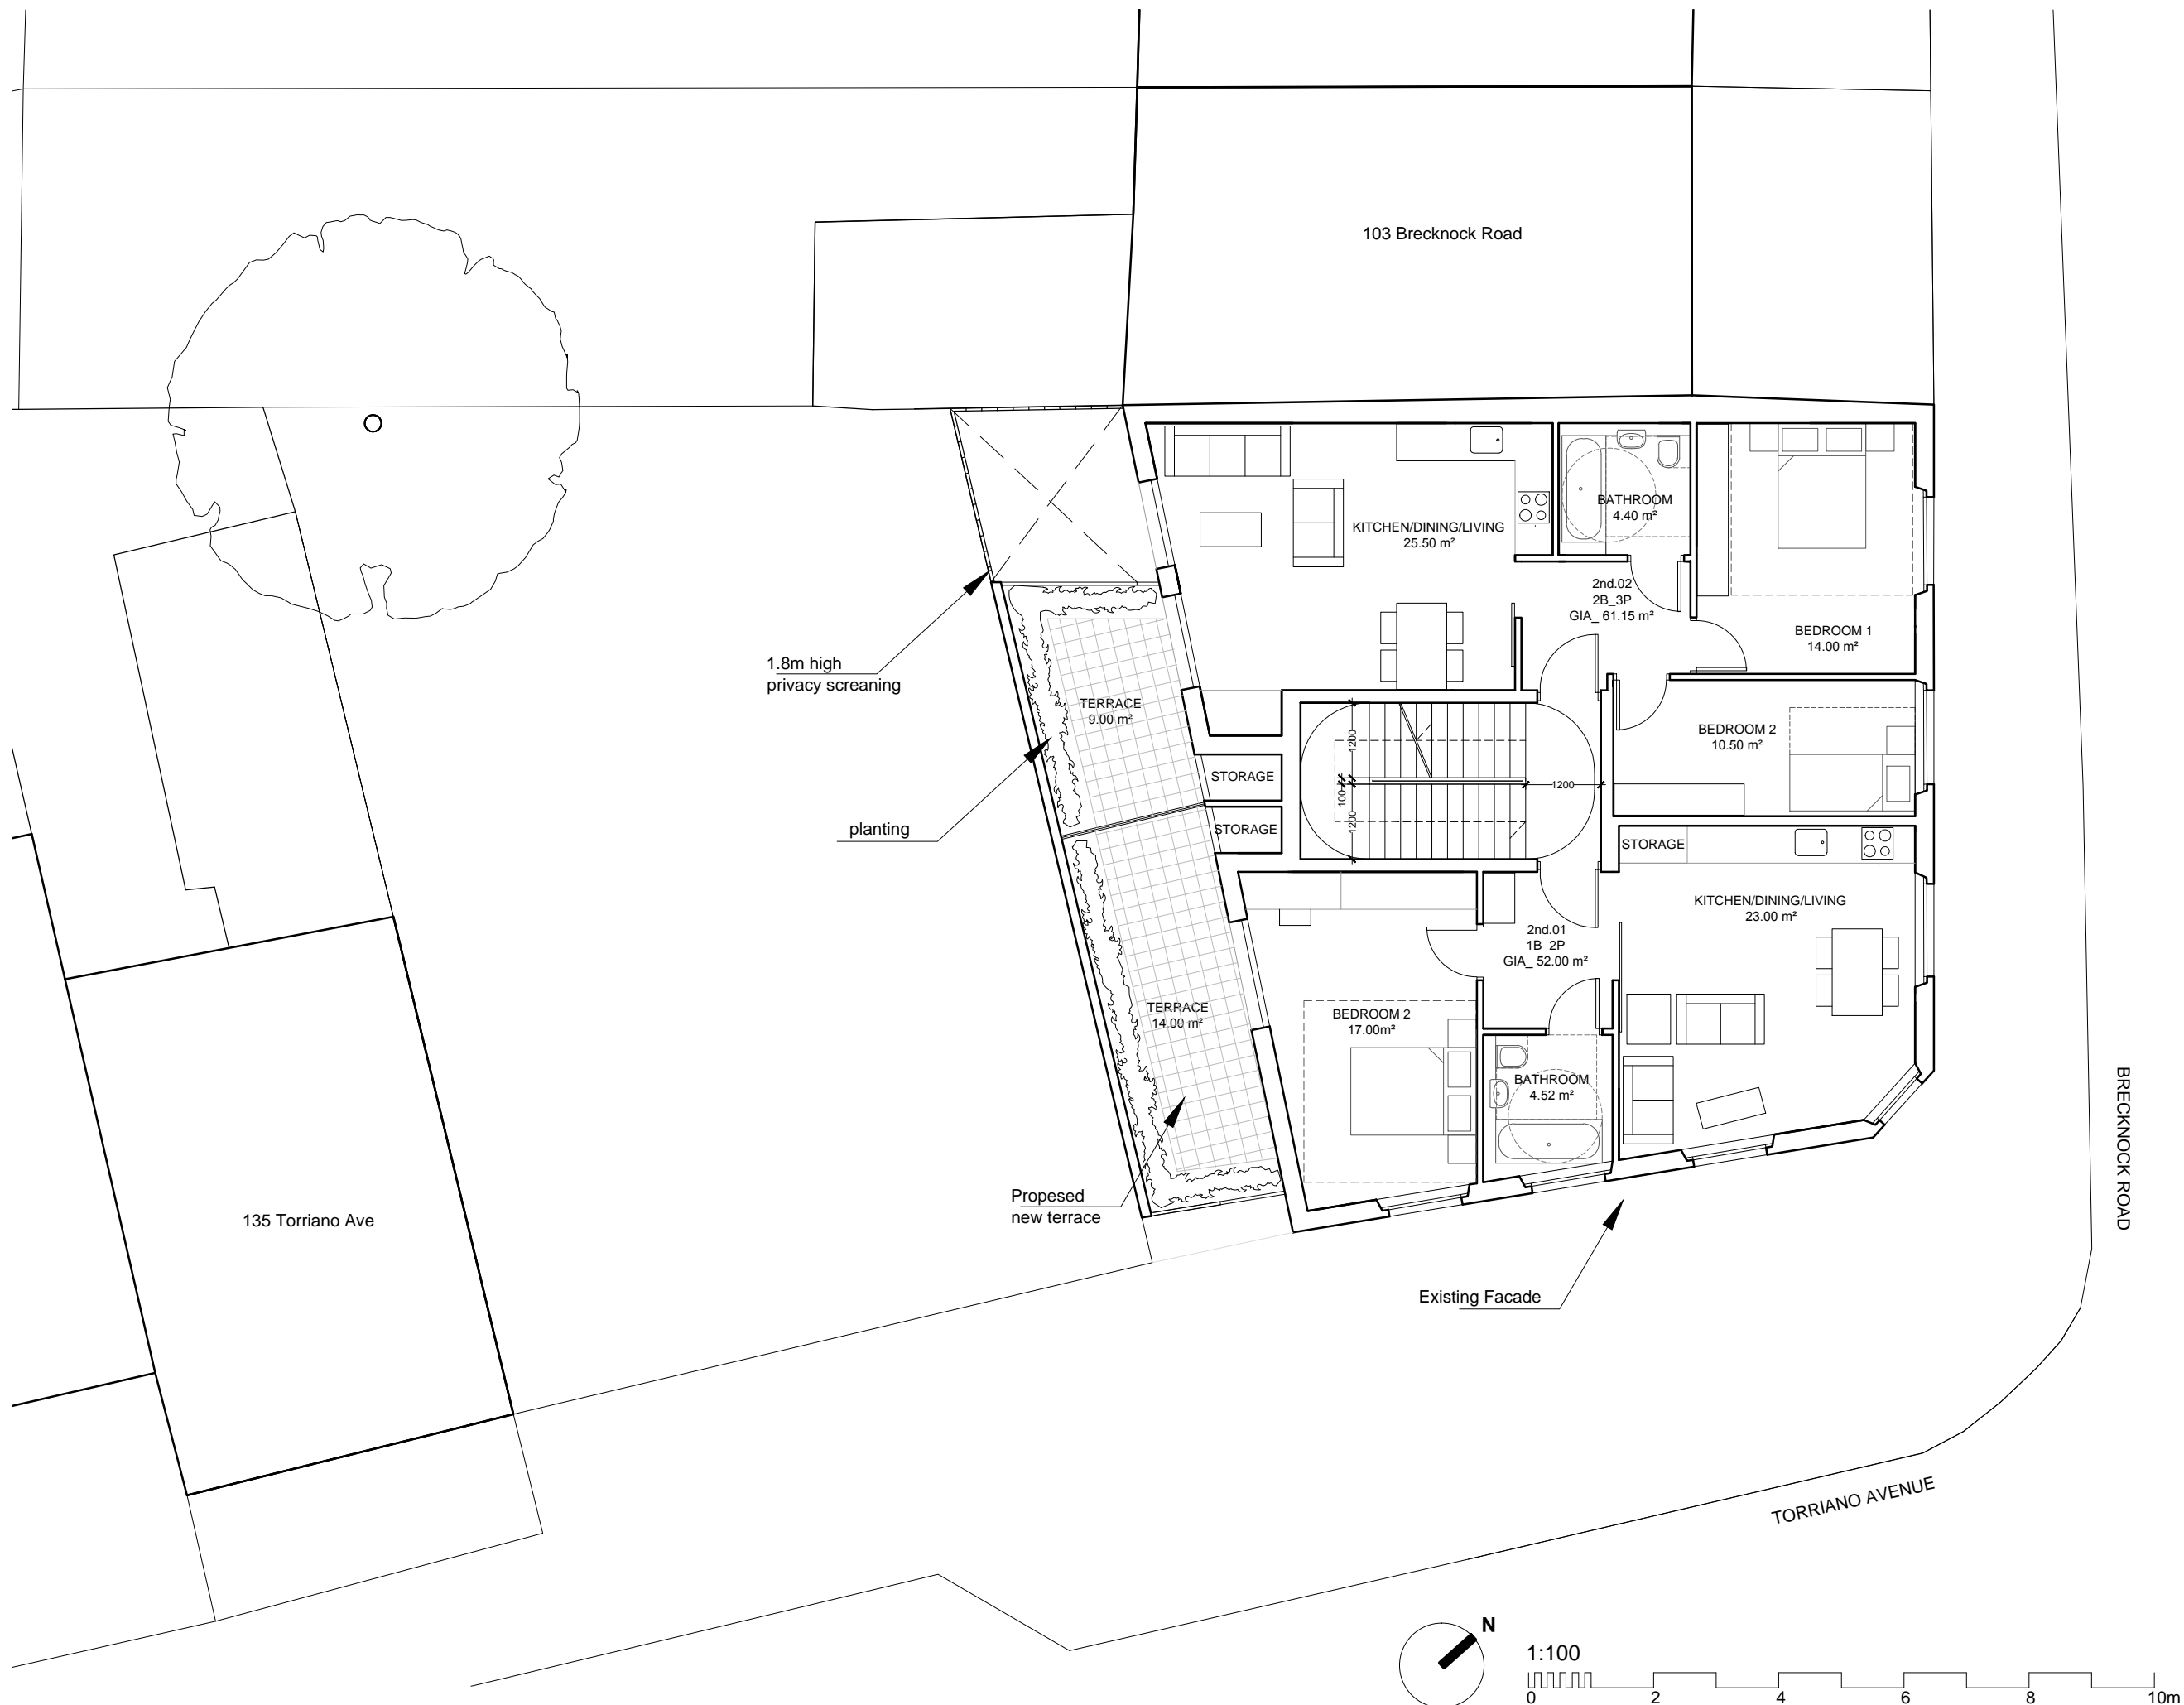 103 Brecknock Road
BATHROOM
4.40 m²
KITCHEN/DINING/LIVING
25.50 m²
2nd.02
2B_3P
GIA_ 61.15 m²
BEDROOM 1
14.00 m²
1.8m high
privacy screaning
TERRACE
9.00 m²
BEDROOM 2
10.50 m²
1200
STORAGE
1200
100
planting
STORAGE
1200
STORAGE
KITCHEN/DINING/LIVING
23.00 m²
2nd.01
1B_2P
GIA_ 52.00 m²
TERRACE
14.00 m²
BEDROOM 2
17.00m²
BATHROOM
4.52 m²
BRECKNOCK ROAD
Propesed
new terrace
135 Torriano Ave
Existing Facade
TORRIANO AVENUE
N
1:100
0 2 4 6 8 10m